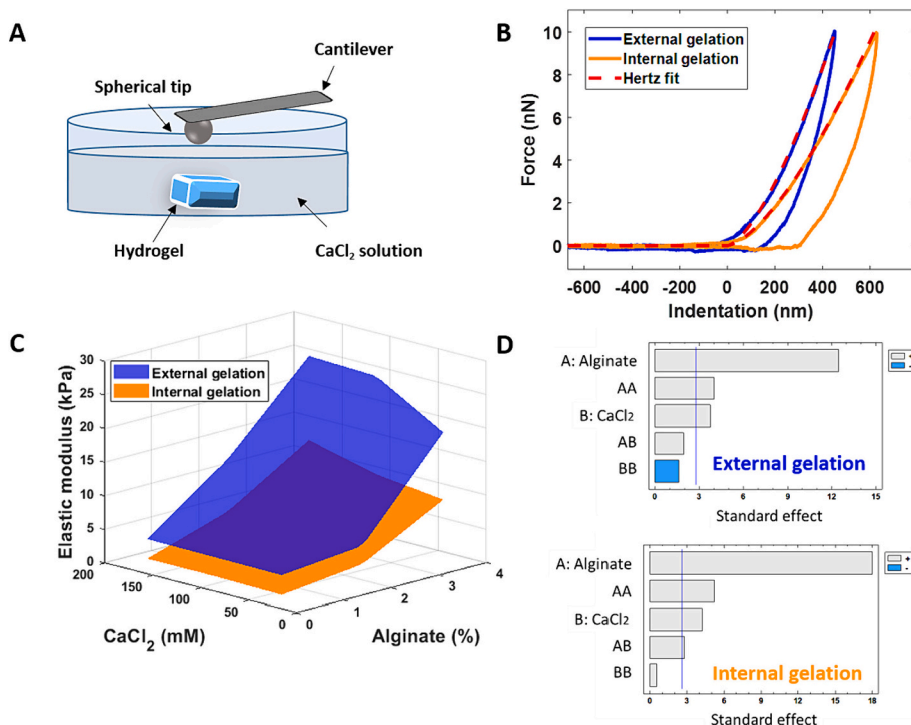 A
Cantilever
Spherical tip
Hydrogel
CaCl₂ solution
B
External gelation
Internal gelation
Hertz fit
Force (nN)
10
8
6
4
2
0
-600 -400 -200 0 200 400 600
Indentation (nm)
C
External gelation
Internal gelation
Elastic modulus (kPa)
30
25
20
15
10
5
0
200 150 100 50 0
0 1 2 3 4
CaCl₂ (mM)
Alginate (%)
D
A: Alginate
AA
B: CaCl₂
AB
BB
+
-
External gelation
0 3 6 9 12 15
Standard effect
A: Alginate
AA
B: CaCl₂
AB
BB
+
-
Internal gelation
0 3 6 9 12 15 18
Standard effect